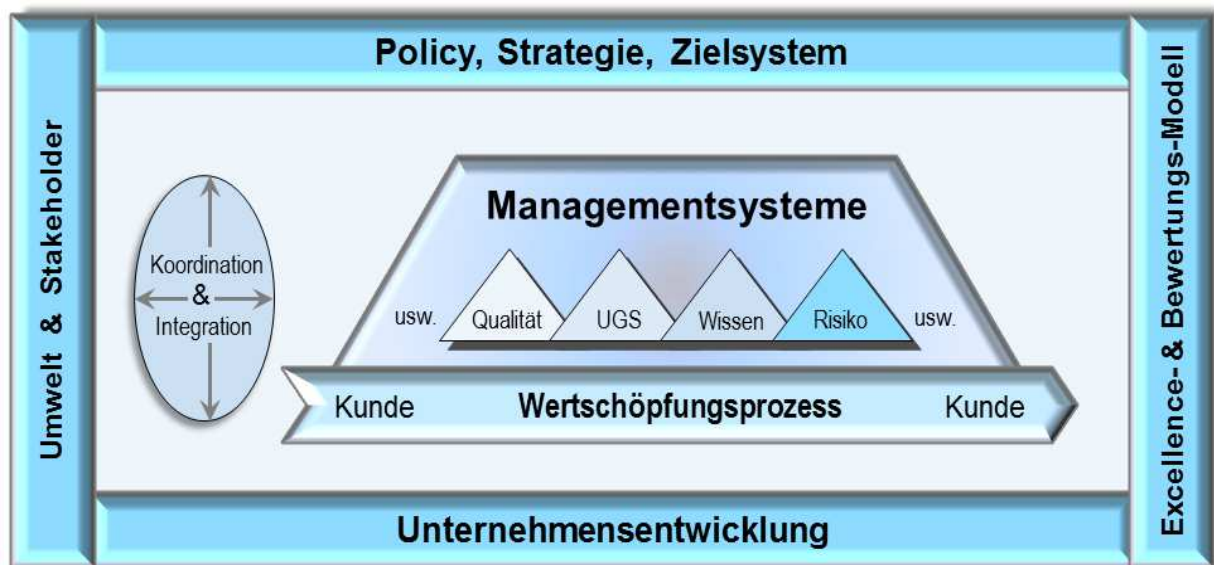 Policy, Strategie, Zielsystem
Umwelt & Stakeholder
Koordination
&
Integration
Managementsysteme
usw.
Qualität
UGS
Wissen
Risiko
usw.
Kunde
Wertschöpfungsprozess
Kunde
Excellence- & Bewertungs-Modell
Unternehmensentwicklung